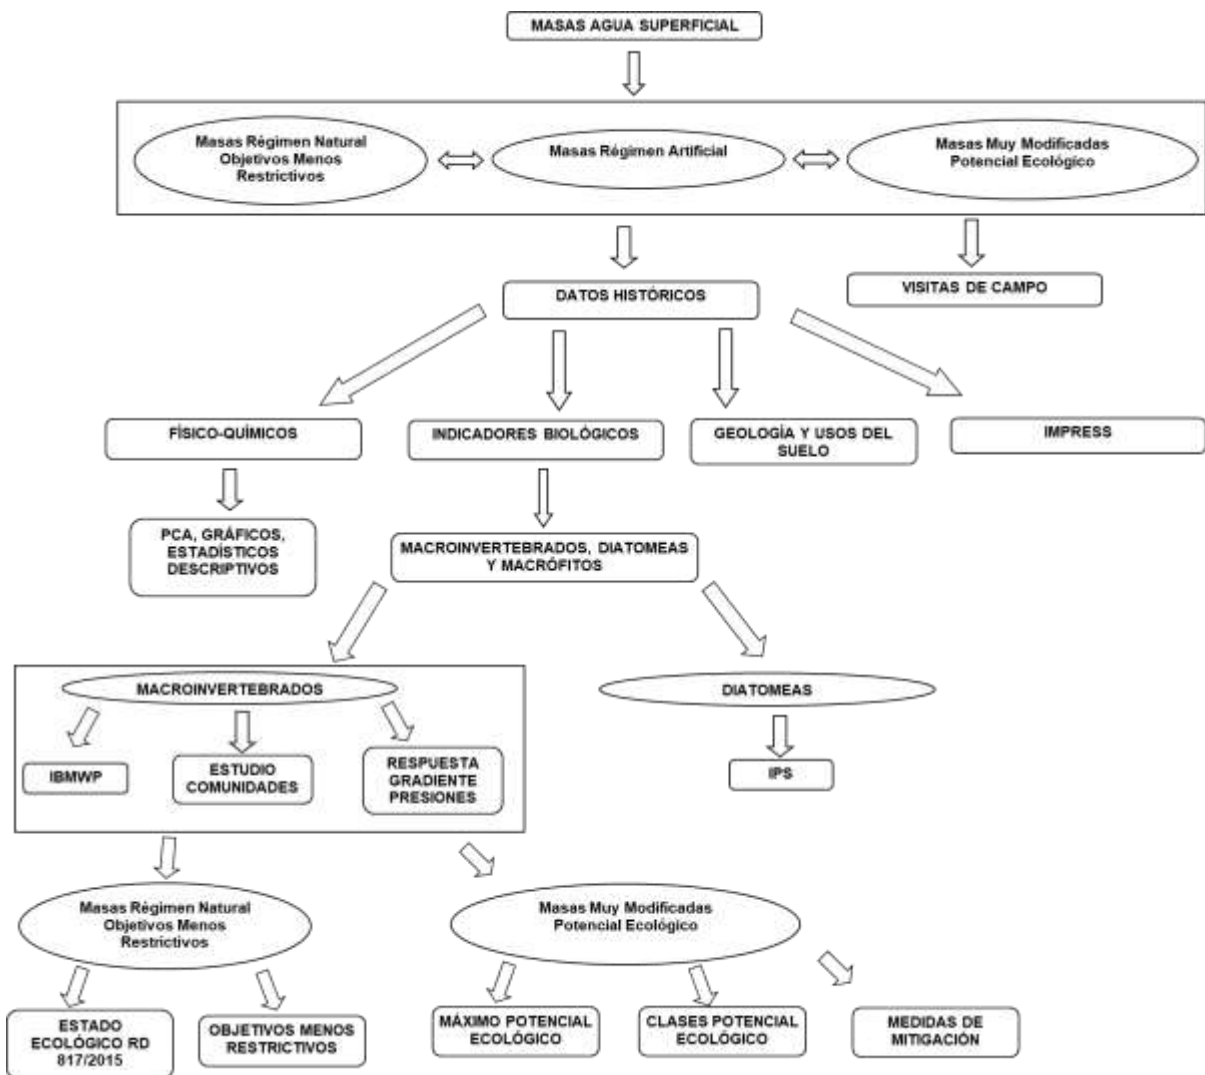 MASAS AGUA SUPERFICIAL
Masas Régimen Natural
Objetivos Menos
Restrictivos
Masas Régimen Artificial
Masas Muy Modificadas
Potencial Ecológico
DATOS HISTÓRICOS
VISITAS DE CAMPO
FÍSICO-QUÍMICOS
INDICADORES BIOLÓGICOS
GEOLOGÍA Y USOS DEL
SUELO
IMPRESS
PCA, GRÁFICOS,
ESTADÍSTICOS
DESCRIPTIVOS
MACROINVERTEBRADOS, DIATOMEAS
Y MACRÓFITOS
MACROINVERTEBRADOS
DIATOMEAS
IBMWP
ESTUDIO
COMUNIDADES
RESPUESTA
GRADIENTE
PRESIONES
IPS
Masas Régimen Natural
Objetivos Menos
Restrictivos
Masas Muy Modificadas
Potencial Ecológico
ESTADO
ECOLÓGICO RD
817/2015
OBJETIVOS MENOS
RESTRICTIVOS
MÁXIMO POTENCIAL
ECOLÓGICO
CLASES POTENCIAL
ECOLÓGICO
MEDIDAS DE
MITIGACIÓN